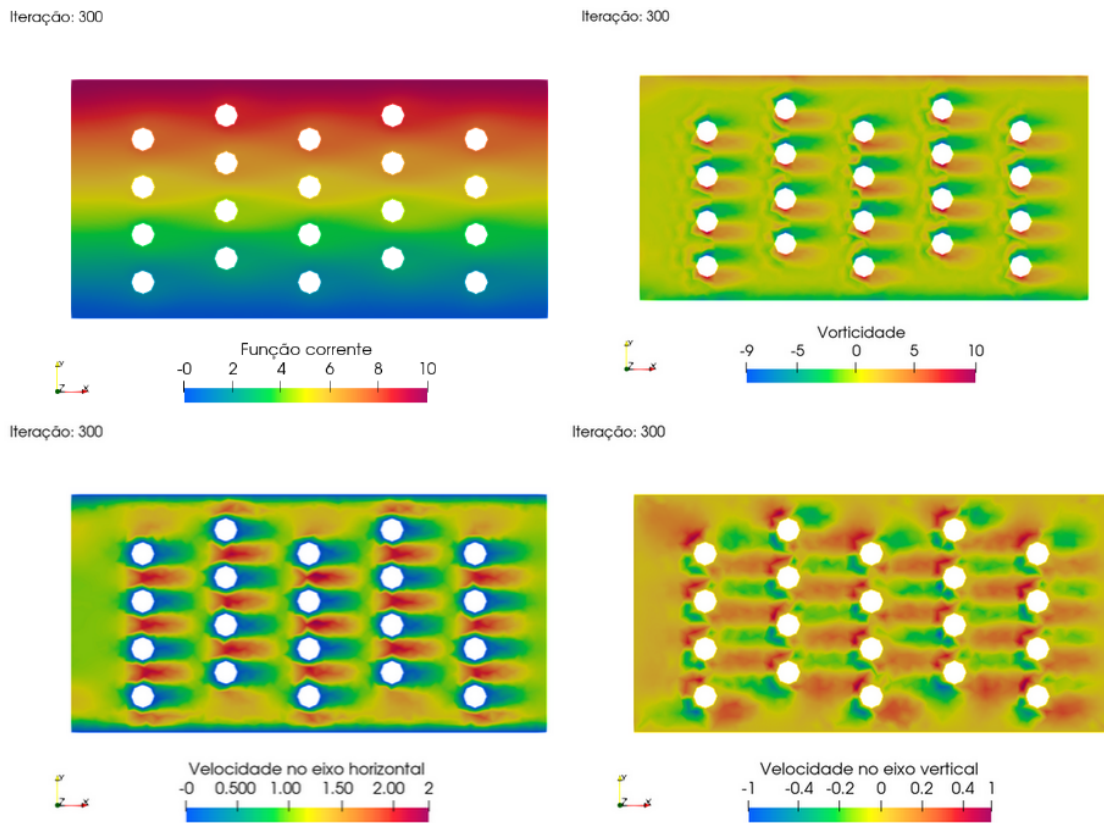 Iteração: 300
Iteração: 300
Função corrente
-0 2 4 6 8 10
Y
Z X
Vorticidade
-9 -5 0 5 10
Y
Z X
Iteração: 300
Iteração: 300
Velocidade no eixo horizontal
-0 0.500 1.00 1.50 2.00 2
Y
Z X
Velocidade no eixo vertical
-1 -0.4 -0.2 0 0.2 0.4 1
Y
Z X